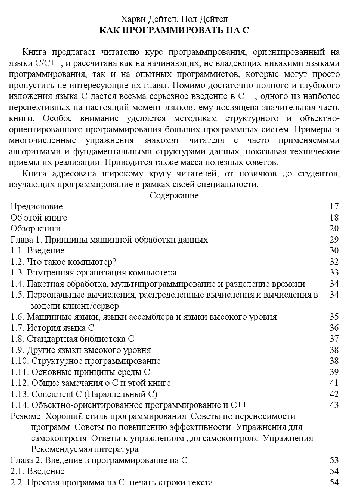 Харви Дейтел, Пол Дейтел
КАК ПРОГРАММИРОВАТЬ НА С
Книга предлагает читателю курс программирования, ориентированный на
языки С/С++, и рассчитана как на начинающих, не владеющих никакими языками
программирования, так и на опытных программистов, которые могут просто
пропустить не интересующие их главы. Помимо достаточно полного и глубокого
изложения языка С дается весьма серьезное введение в С++, одного из наиболее
перспективных на настоящий момент языков; ему посвящена значительная часть
книги. Особое внимание уделяется методикам структурного и объектно-
ориентированного программирования больших программных систем. Примеры и
многочисленные упражнения знакомят читателя с часто применяемыми
алгоритмами и фундаментальными структурами данных, показывая технические
приемы их реализации. Приводится также масса полезных советов.
Книга адресована широкому кругу читателей, от новичков до студентов,
изучающих программирование в рамках своей специальности.
Содержание
Предисловие 17
Об этой книге 18
Обзор книги 20
Глава 1. Принципы машинной обработки данных 29
1.1. Введение 30
1.2. Что такое компьютер? 32
1.3. Внутренняя организация компьютера 33
1.4. Пакетная обработка, мультипрограммирование и разделение времени 34
1.5. Персональные вычисления, распределенные вычисления и вычисления в 34
модели клиент/сервер
1.6. Машинные языки, языки ассемблера и языки высокого уровня 35
1.7. История языка С 36
1.8. Стандартная библиотека С 37
1.9. Другие языки высокого уровня 38
1.10. Структурное программирование 38
1.11. Основные принципы среды С 39
1.12. Общие замечания о С и этой книге 41
1.13. Concurrent C (Параллельный С) 42
1.14. Объектно-ориентированное программирование и С++ 43
Резюме Хороший стиль программирования Советы по переносимости
программ Советы по повышению эффективности Упражнения для
самоконтроля Ответы к упражнениям для самоконтроля Упражнения
Рекомендуемая литература
Глава 2. Введение в программирование на С 53
2.1. Введение 54
2.2. Простая программа на С: печать строки текста 54